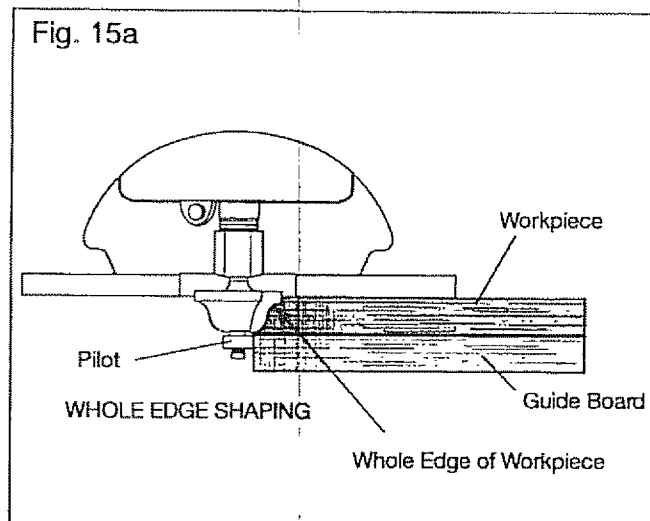 Fig. 15a
Workpiece
Pilot
Guide Board
WHOLE EDGE SHAPING
Whole Edge of Workpiece